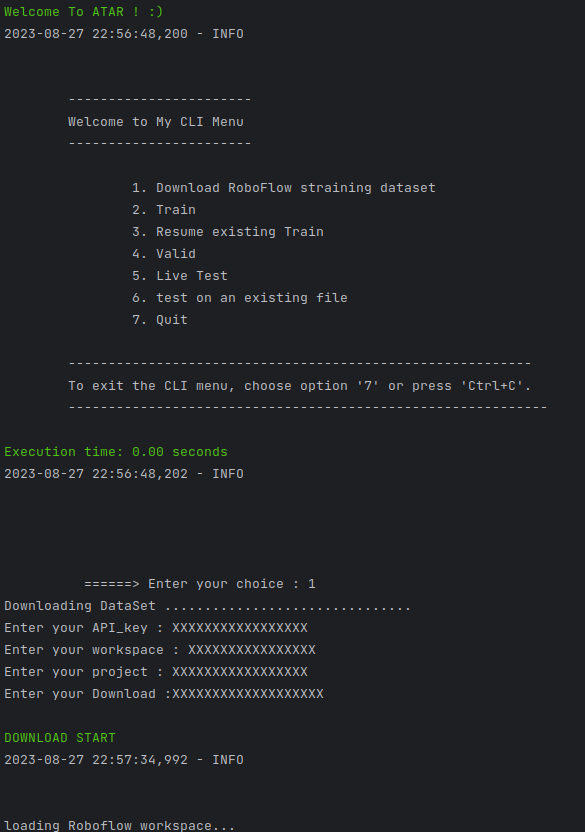 Welcome To ATAR ! :)
2023-08-27 22:56:48,200 - INFO
-----------------------
Welcome to My CLI Menu
-----------------------
1. Download RoboFlow straining dataset
2. Train
3. Resume existing Train
4. Valid
5. Live Test
6. test on an existing file
7. Quit
----------------------------------------------------------
To exit the CLI menu, choose option '7' or press 'Ctrl+C'.
------------------------------------------------------------
Execution time: 0.00 seconds
2023-08-27 22:56:48,202 - INFO
======> Enter your choice : 1
Downloading DataSet ...............................
Enter your API_key : XXXXXXXXXXXXXXXXX
Enter your workspace : XXXXXXXXXXXXXXXX
Enter your project : XXXXXXXXXXXXXXXXX
Enter your Download :XXXXXXXXXXXXXXXXXXX
DOWNLOAD START
2023-08-27 22:57:34,992 - INFO
loading Roboflow workspace...